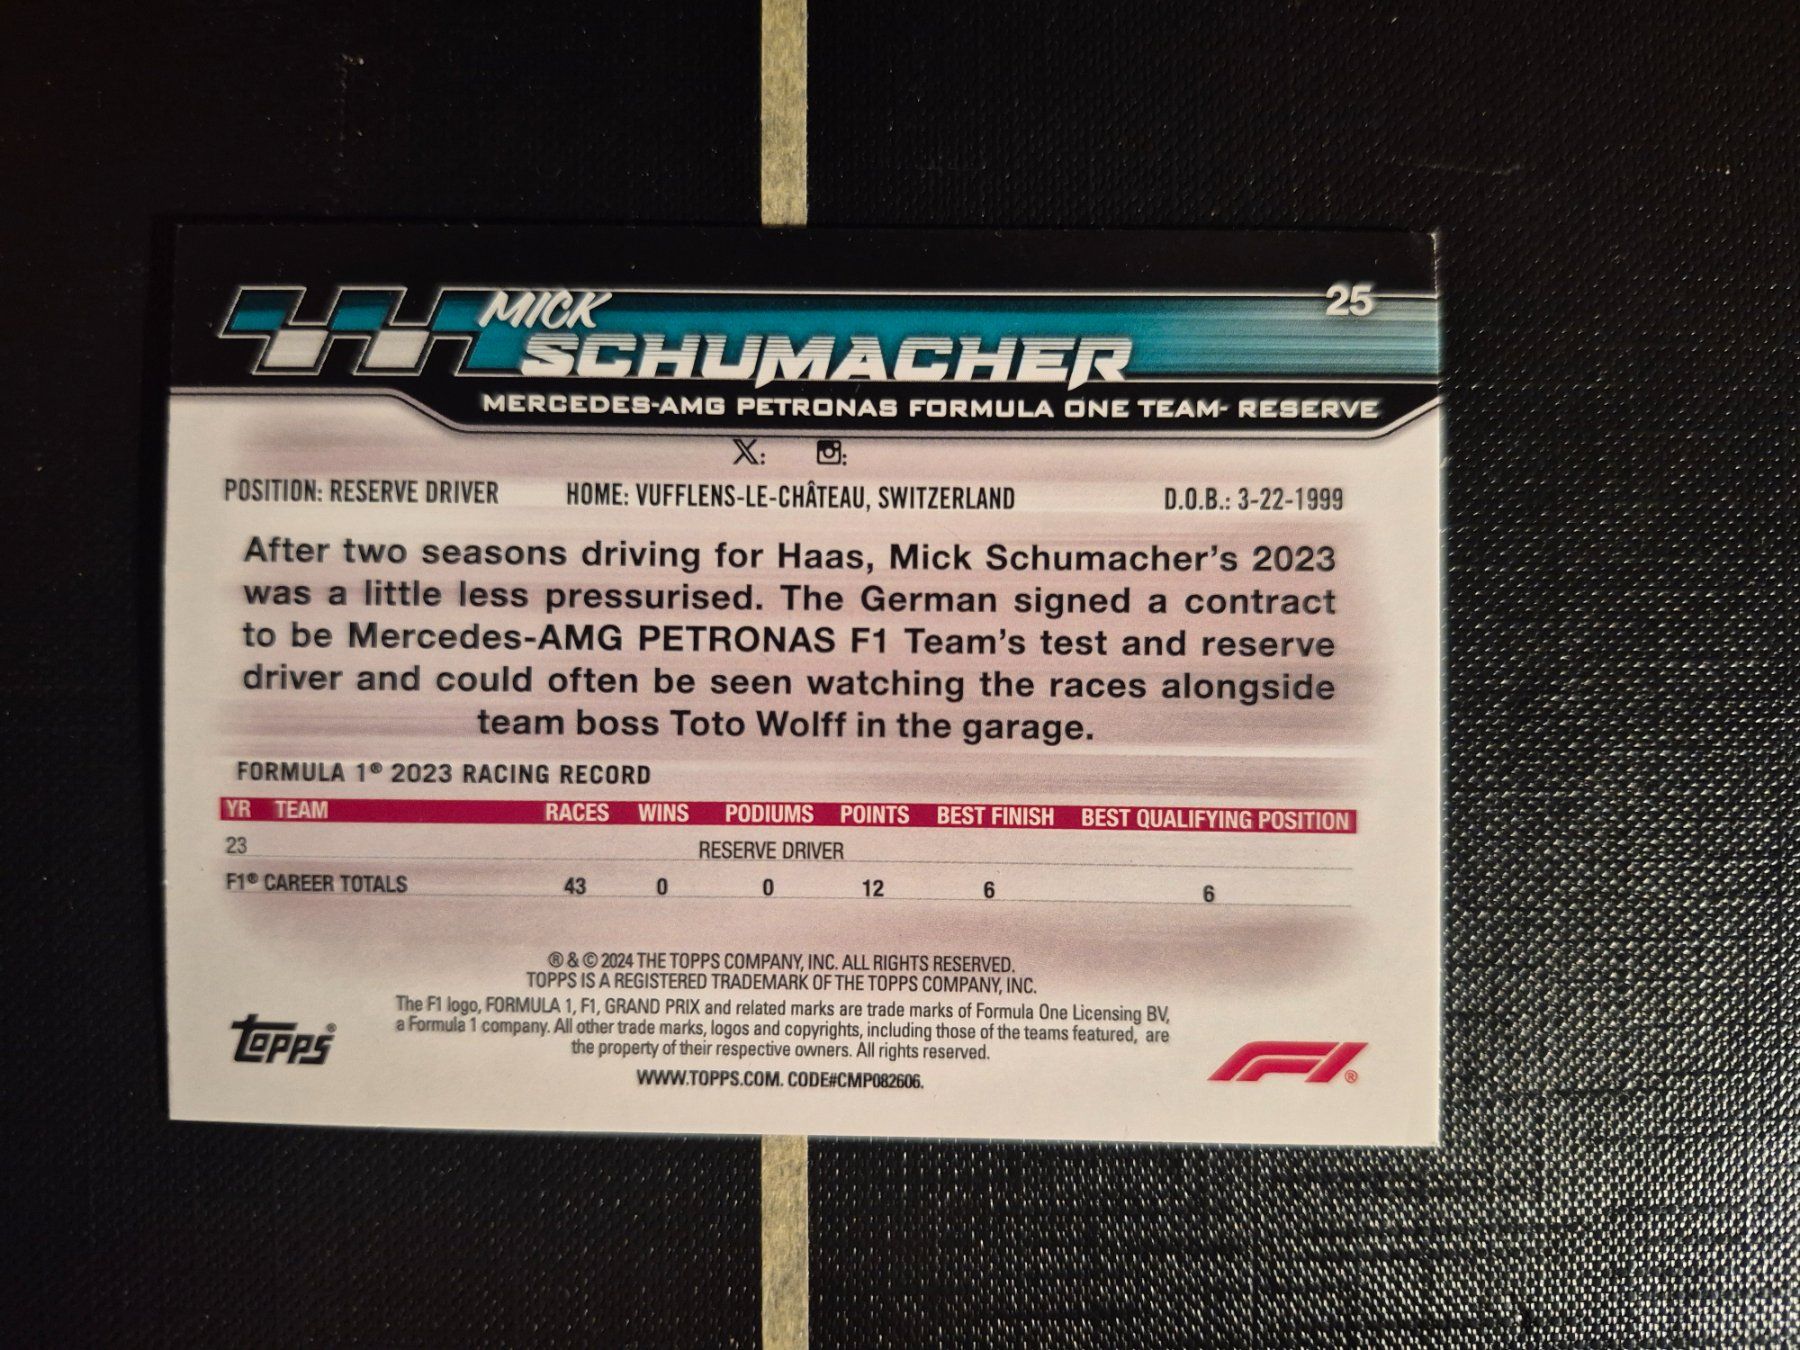 MICK
25
SCHUMACHER
MERCEDES-AMG PETRONAS FORMULA ONE TEAM- RESERVE
X:
:
POSITION: RESERVE DRIVER HOME: VUFFLENS-LE-CHÂTEAU, SWITZERLAND D.O.B.: 3-22-1999
After two seasons driving for Haas, Mick Schumacher's 2023
was a little less pressurised. The German signed a contract
to be Mercedes-AMG PETRONAS F1 Team's test and reserve
driver and could often be seen watching the races alongside
team boss Toto Wolff in the garage.
FORMULA 1® 2023 RACING RECORD
YR TEAM RACES WINS PODIUMS POINTS BEST FINISH BEST QUALIFYING POSITION
23 RESERVE DRIVER
F1® CAREER TOTALS 43 0 0 12 6 6
® & © 2024 THE TOPPS COMPANY, INC. ALL RIGHTS RESERVED.
TOPPS IS A REGISTERED TRADEMARK OF THE TOPPS COMPANY, INC.
The F1 logo, FORMULA 1, F1, GRAND PRIX and related marks are trade marks of Formula One Licensing BV,
a Formula 1 company. All other trade marks, logos and copyrights, including those of the teams featured, are
the property of their respective owners. All rights reserved.
WWW.TOPPS.COM. CODE#CMP082606.
Topps®
F1®